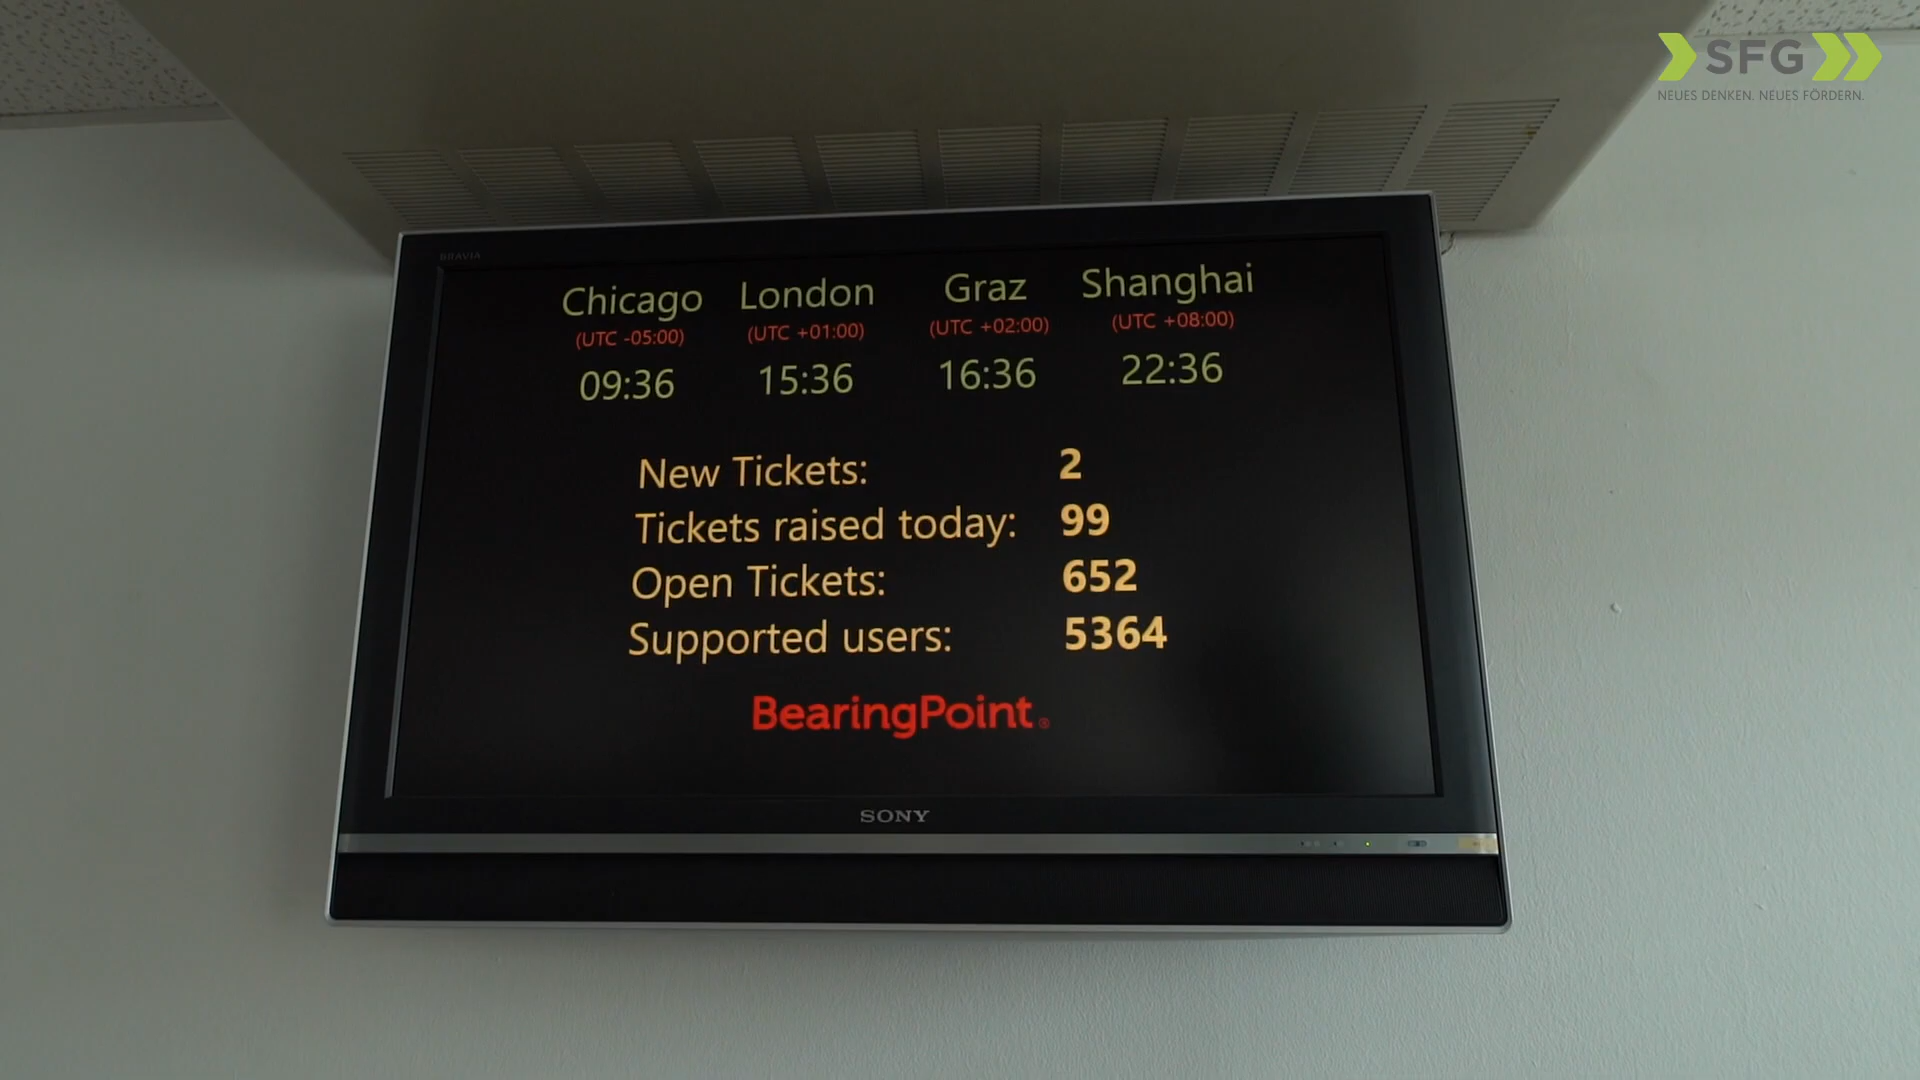 SFG
NEUES DENKEN. NEUES FÖRDERN.
BRAVIA
Chicago London Graz Shanghai
(UTC -05:00) (UTC +01:00) (UTC +02:00) (UTC +08:00)
09:36 15:36 16:36 22:36
New Tickets: 2
Tickets raised today: 99
Open Tickets: 652
Supported users: 5364
BearingPoint®
SONY